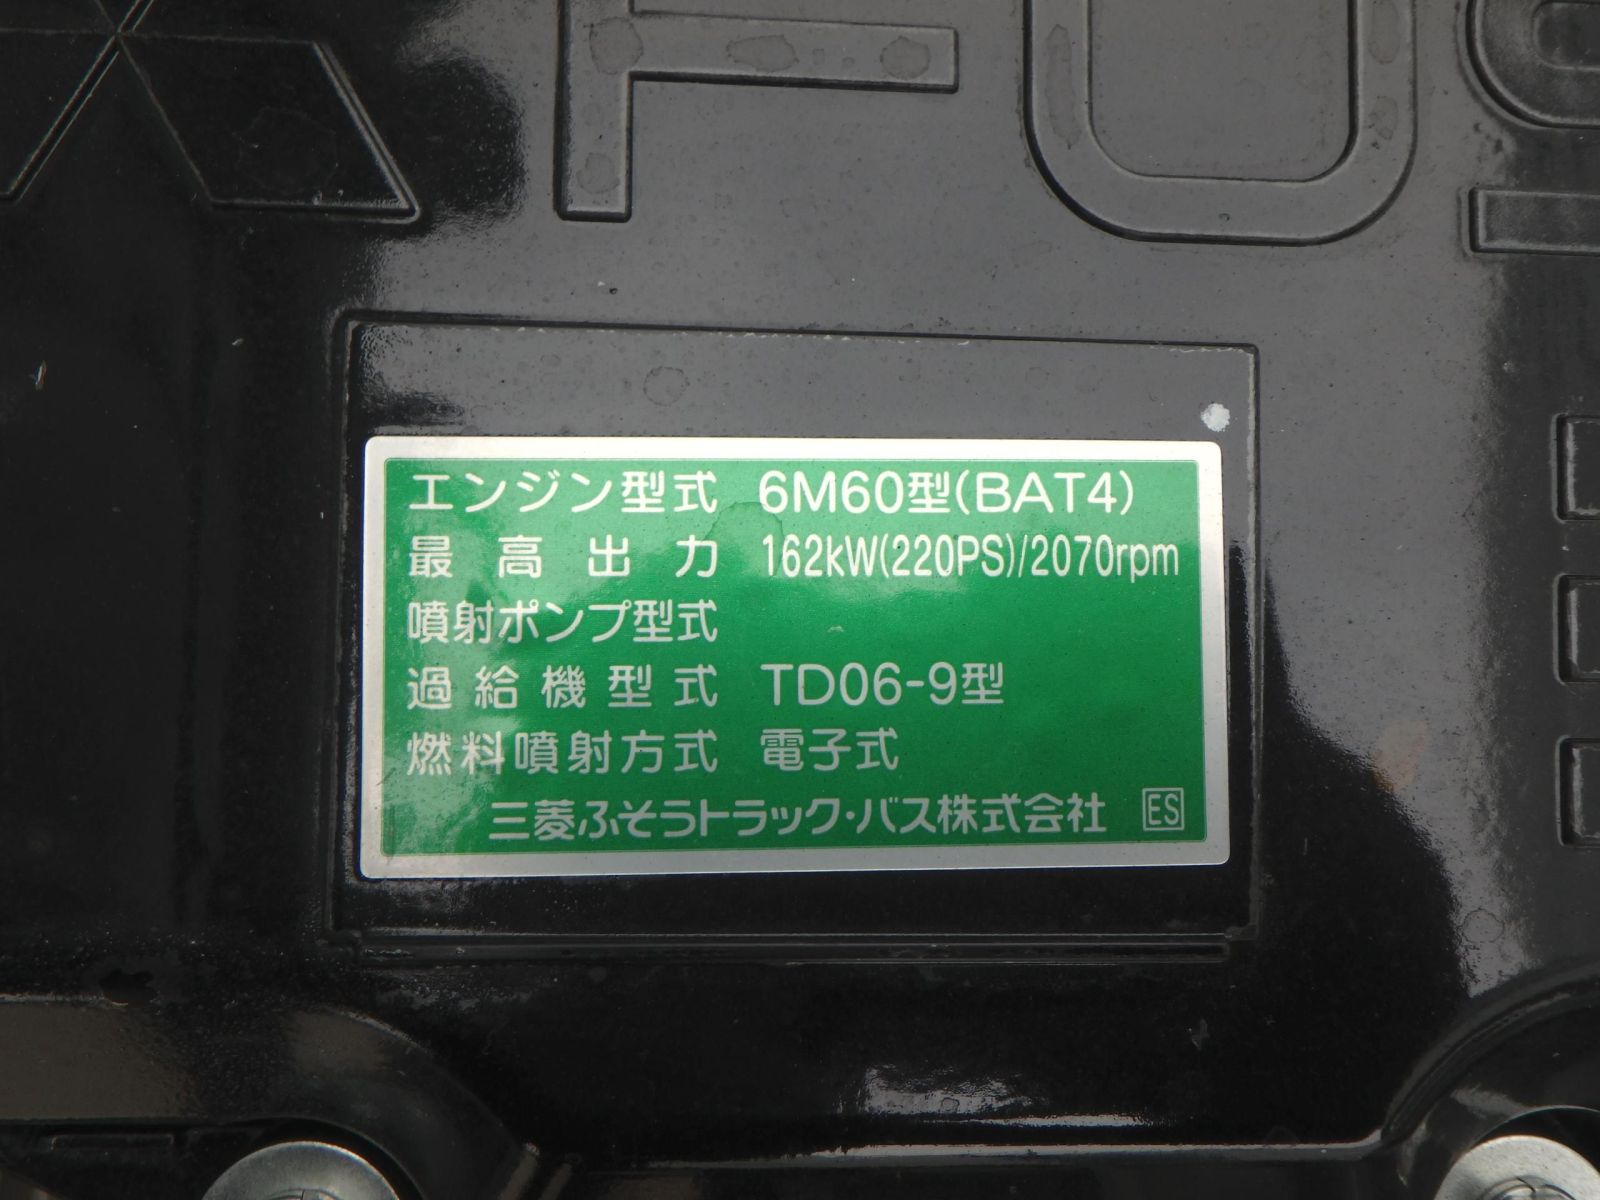 FUS
エンジン型式 6M60型(BAT4)
最高出力 162kW(220PS)/2070rpm
噴射ポンプ型式
過給機型式 TD06-9型
燃料噴射方式 電子式
三菱ふそうトラック・バス株式会社 ES